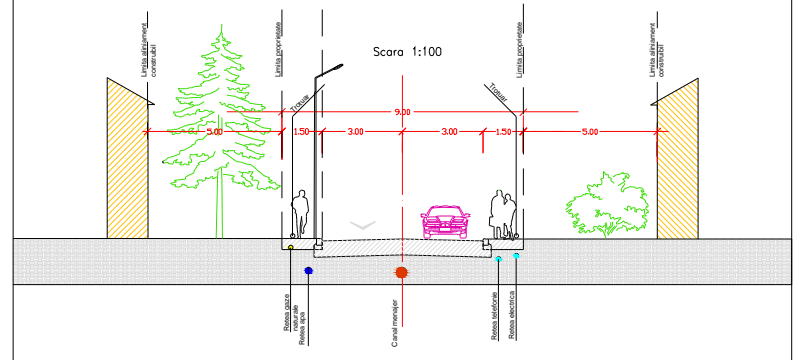 Limita aliniament
construibil
Limita proprietate
Scara 1:100
Limita proprietate
Limita aliniament
construibil
Trotuar
Trotuar
9.00
5.00
1.50
3.00
3.00
1.50
5.00
Retea gaze
naturale
Retea apa
Canal menajer
Retea telefonie
Retea electrica